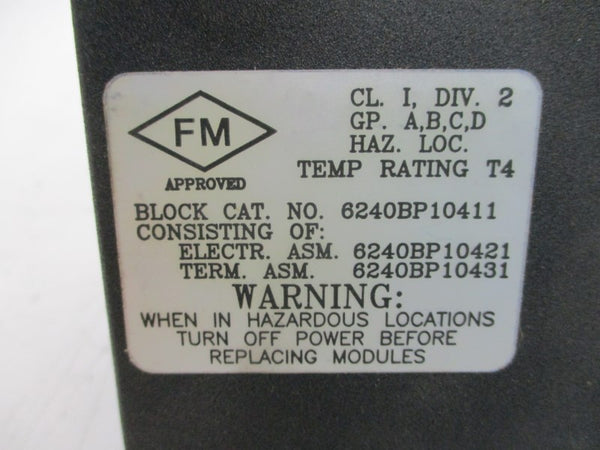 FM
APPROVED
CL. I, DIV. 2
GP. A,B,C,D
HAZ. LOC.
TEMP RATING T4
BLOCK CAT. NO. 6240BP10411
CONSISTING OF:
ELECTR. ASM. 6240BP10421
TERM. ASM. 6240BP10431
WARNING:
WHEN IN HAZARDOUS LOCATIONS
TURN OFF POWER BEFORE
REPLACING MODULES